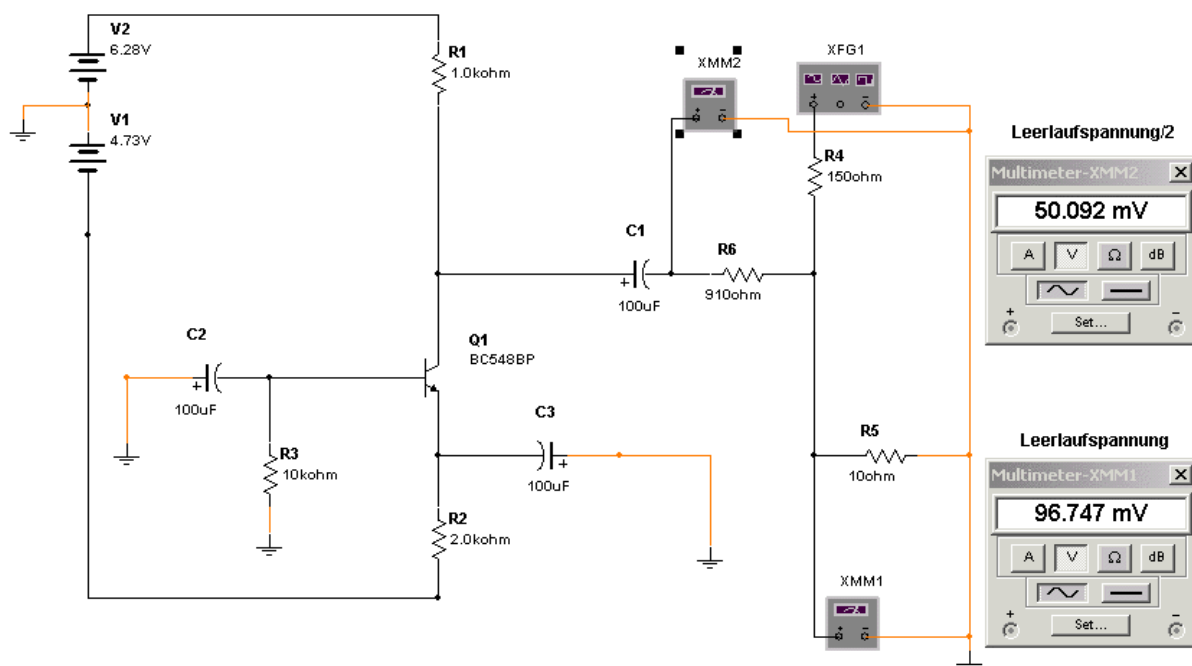 V2
6.28V
V1
4.73V
R1
1.0kohm
XMM2
+ −
XFG1
+ −
R4
150ohm
C1
+
100uF
R6
910ohm
C2
+
100uF
Q1
BC548BP
R3
10kohm
C3
+
100uF
R2
2.0kohm
R5
10ohm
XMM1
+ −
Leerlaufspannung/2
Multimeter-XMM2 X
50.092 mV
A V Ω dB
+ Set... −
Leerlaufspannung
Multimeter-XMM1 X
96.747 mV
A V Ω dB
+ Set... −